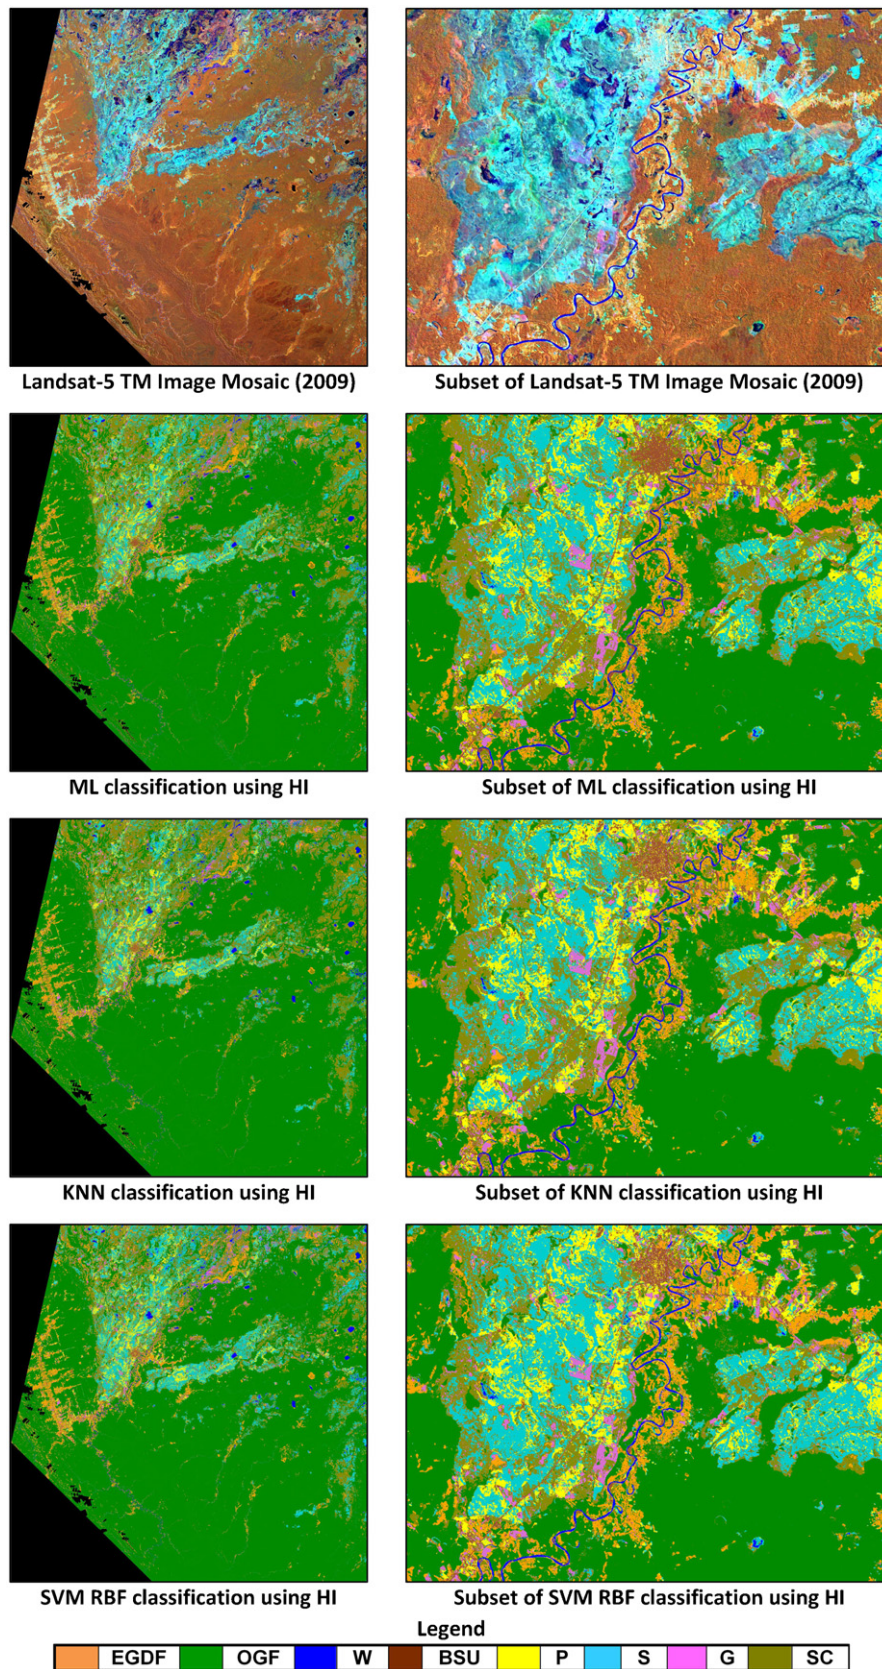 Landsat-5 TM Image Mosaic (2009)
Subset of Landsat-5 TM Image Mosaic (2009)
ML classification using HI
Subset of ML classification using HI
KNN classification using HI
Subset of KNN classification using HI
SVM RBF classification using HI
Subset of SVM RBF classification using HI
Legend
EGDF OGF W BSU P S G SC